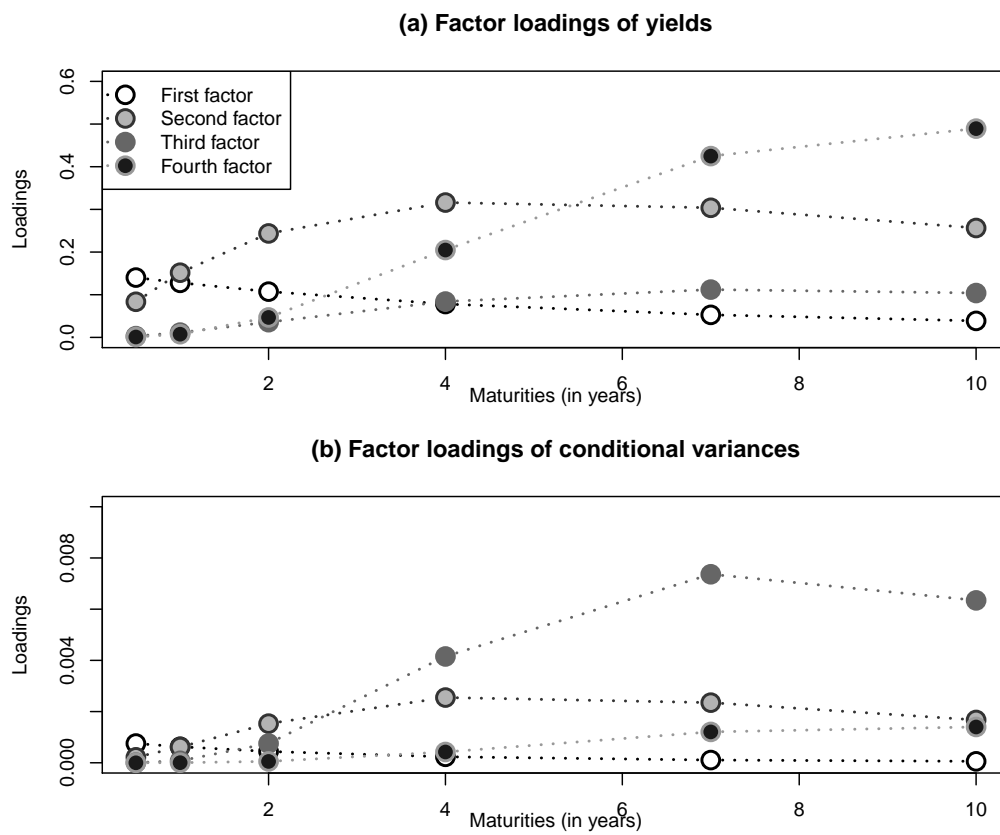 (a) Factor loadings of yields
0.6
0.4
0.2
0.0
Loadings
First factor
Second factor
Third factor
Fourth factor
2 4 6 8 10
Maturities (in years)
(b) Factor loadings of conditional variances
0.008
0.004
0.000
Loadings
2 4 6 8 10
Maturities (in years)